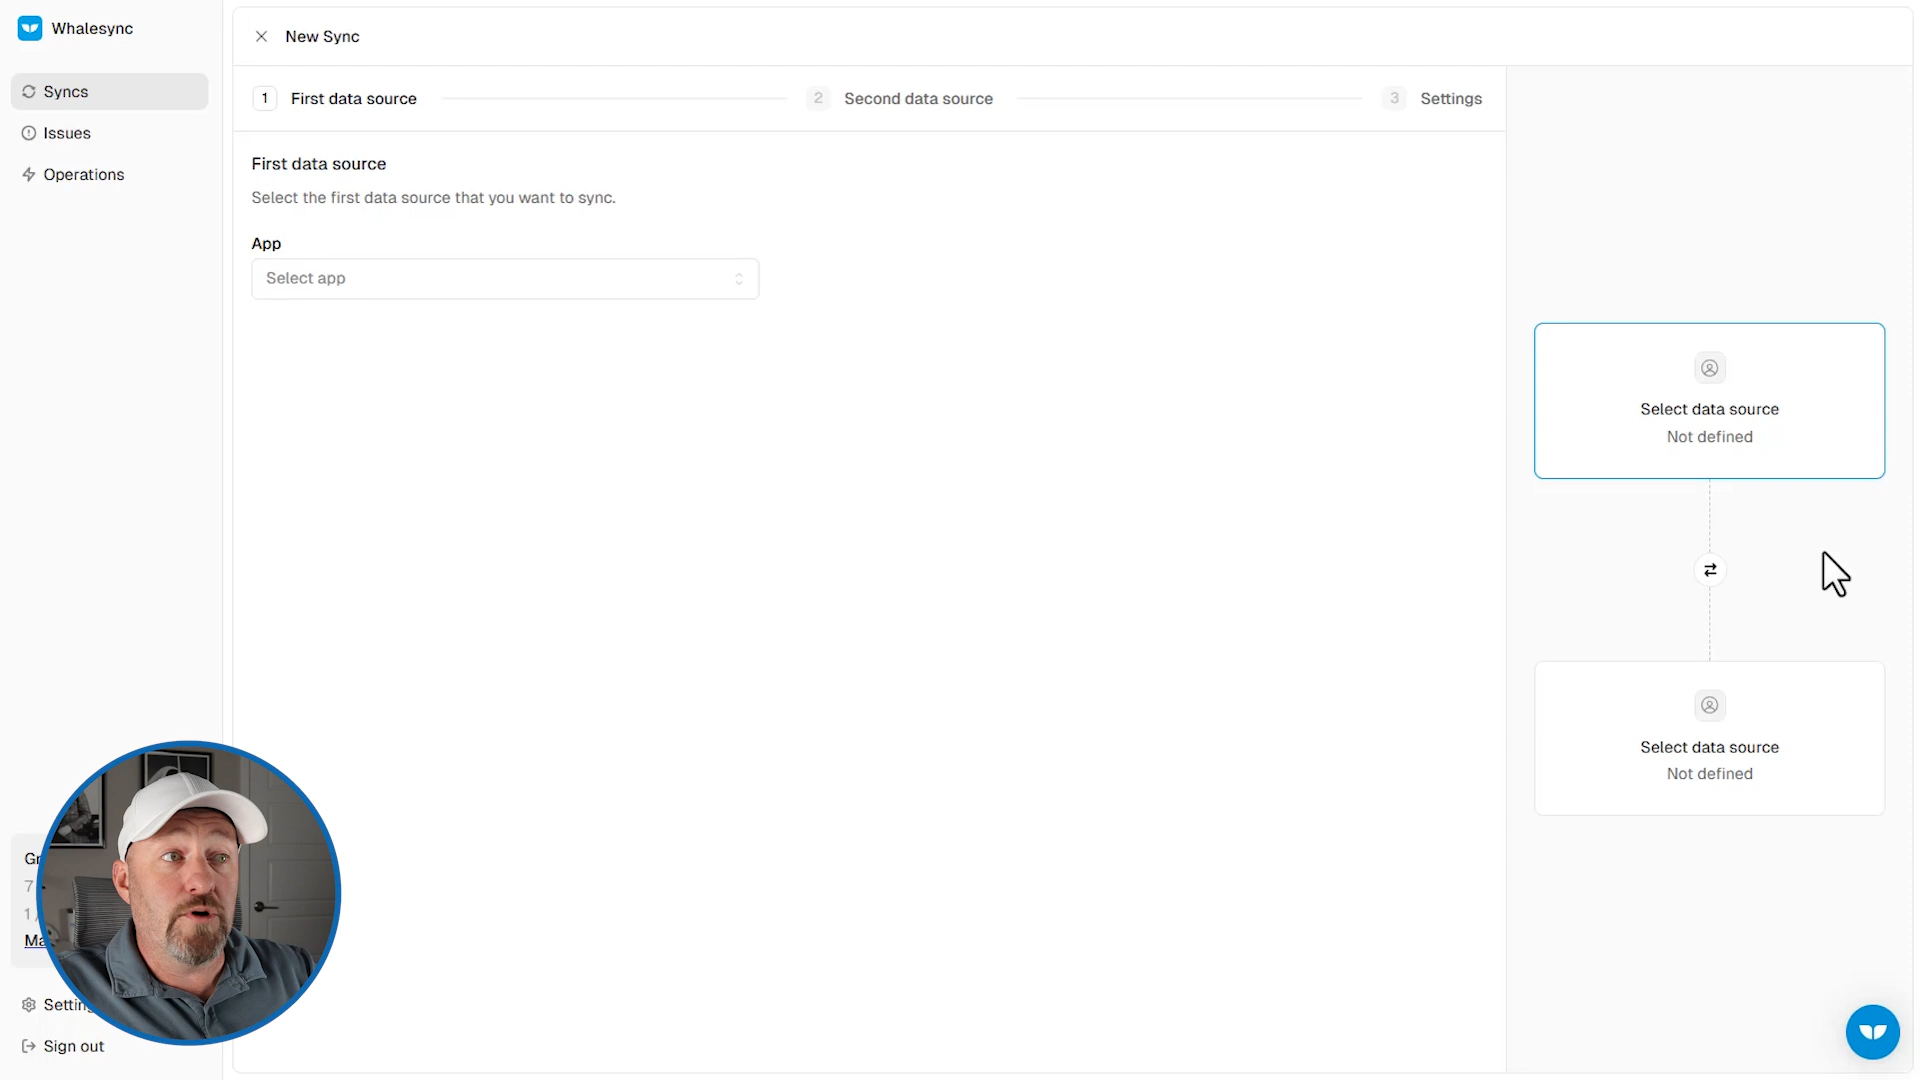 Whalesync
Syncs
Issues
Operations
New Sync
1 First data source
2 Second data source
3 Settings
First data source
Select the first data source that you want to sync.
App
Select app
Select data source
Not defined
Select data source
Not defined
Sign out